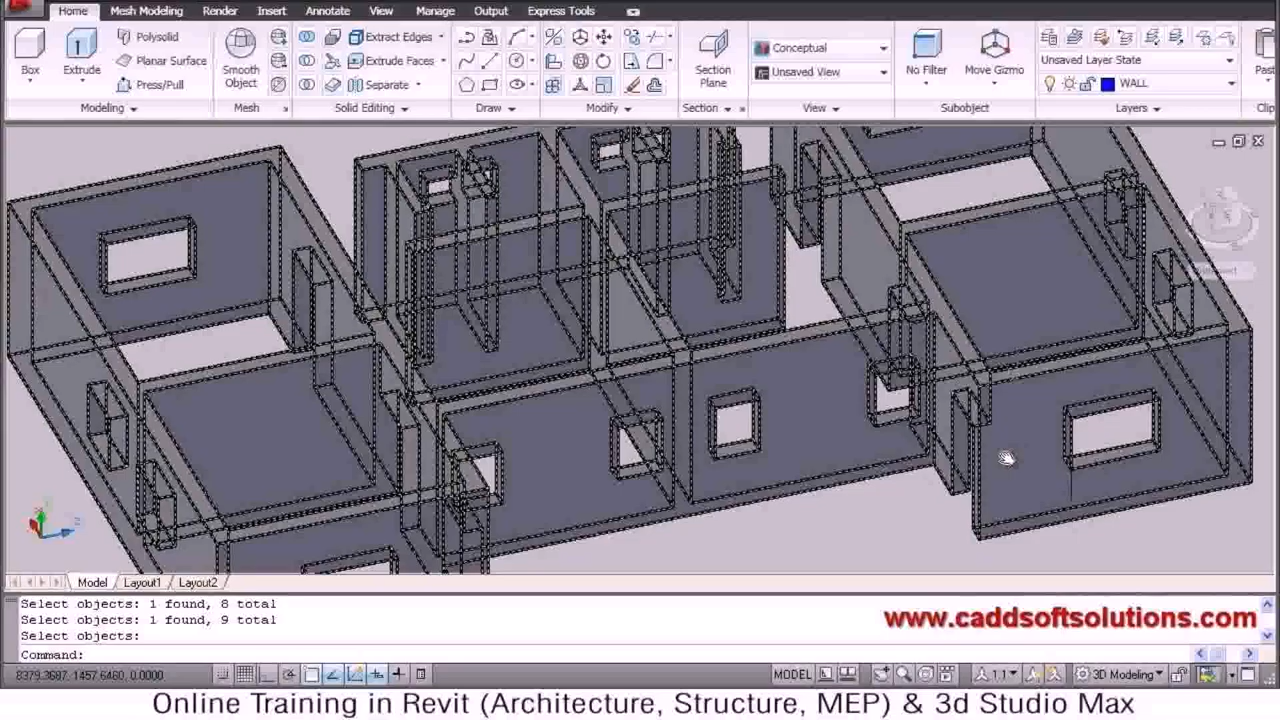 Home Mesh Modeling Render Insert Annotate View Manage Output Express Tools
Box
Extrude
Polysolid
Planar Surface
Press/Pull
Smooth
Object
Extract Edges
Extrude Faces
Separate
Section
Plane
Conceptual
Unsaved View
No Filter
Move Gizmo
Unsaved Layer State
WALL
Past
Modeling Mesh Solid Editing Draw Modify Section View Subobject Layers Clip
Model Layout1 Layout2
Select objects: 1 found, 8 total
Select objects: 1 found, 9 total
Select objects:
Command:
www.caddsoftsolutions.com
8379.3687, 1457.6460, 0.0000 MODEL 1:1 3D Modeling
Online Training in Revit (Architecture, Structure, MEP) & 3d Studio Max